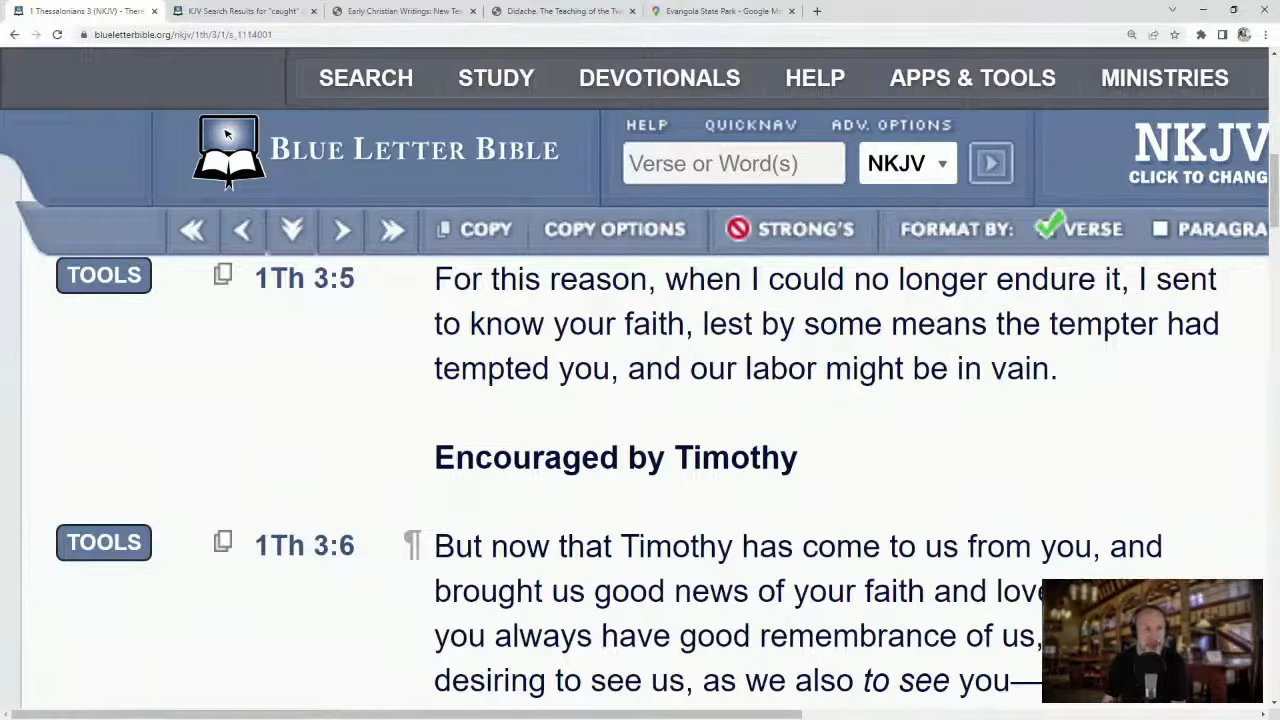 1 Thessalonians 3 (NKJV) - There
KJV Search Results for "caught"
Early Christian Writings: New Tes
Didache. The Teaching of the Tw
Evangola State Park - Google M
blueletterbible.org/nkjv/1th/3/1/s_1114001
SEARCH STUDY DEVOTIONALS HELP APPS & TOOLS MINISTRIES
BLUE LETTER BIBLE
HELP QUICKNAV ADV. OPTIONS
Verse or Word(s) NKJV
NKJV
CLICK TO CHANG
COPY COPY OPTIONS STRONG'S FORMAT BY: VERSE PARAGRA
TOOLS 1Th 3:5 For this reason, when I could no longer endure it, I sent
to know your faith, lest by some means the tempter had
tempted you, and our labor might be in vain.
Encouraged by Timothy
TOOLS 1Th 3:6 ¶ But now that Timothy has come to us from you, and
brought us good news of your faith and love
you always have good remembrance of us,
desiring to see us, as we also to see you—